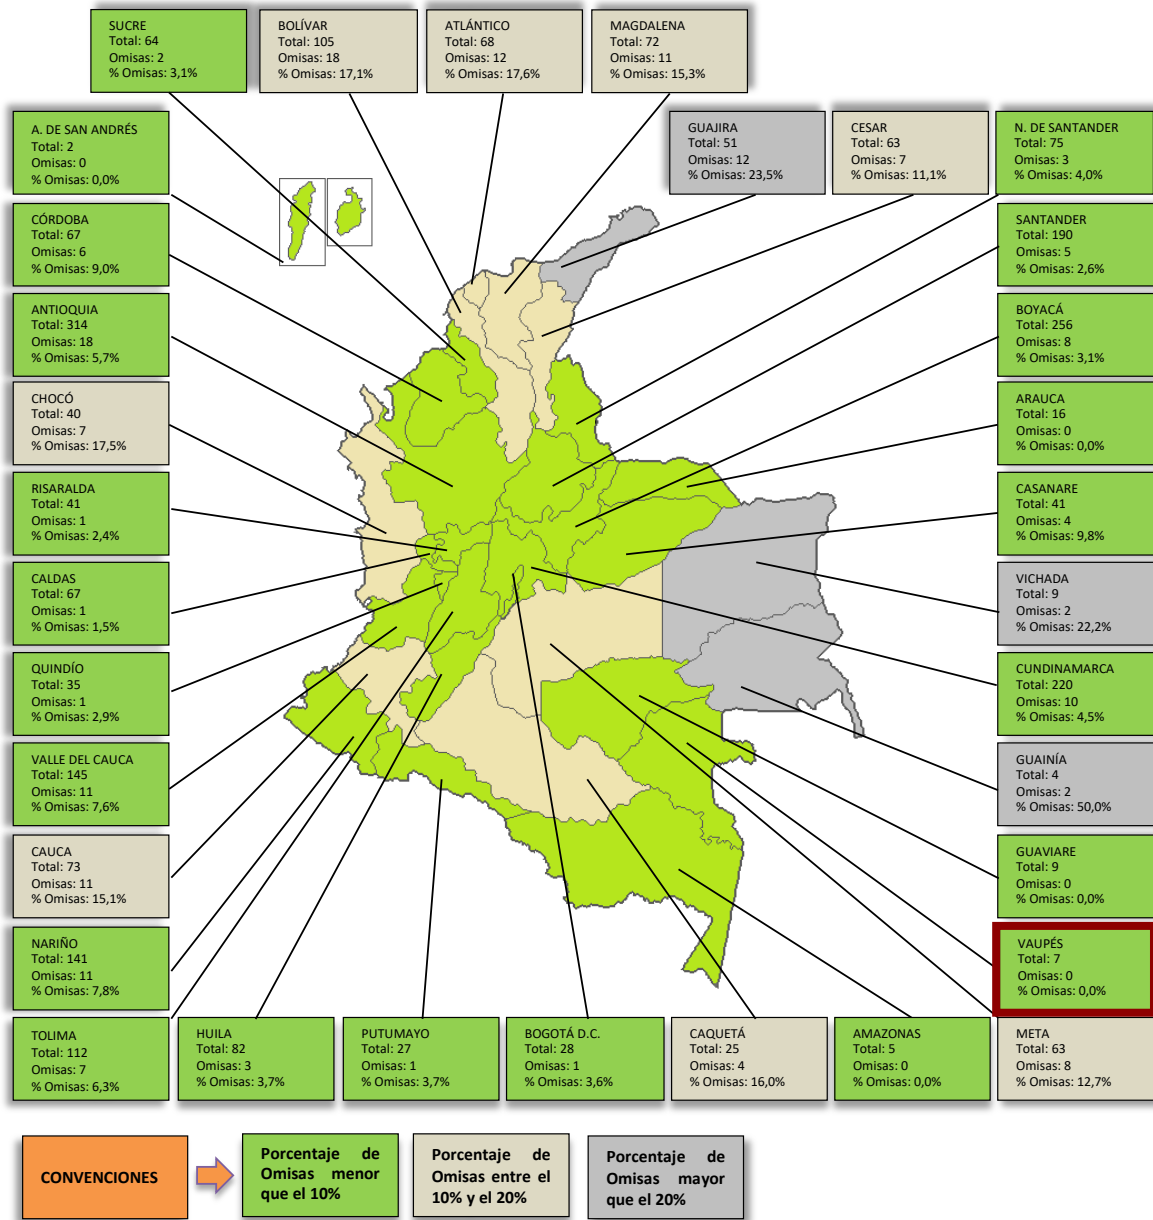 SUCRE
Total: 64
Omisas: 2
% Omisas: 3,1%
BOLÍVAR
Total: 105
Omisas: 18
% Omisas: 17,1%
ATLÁNTICO
Total: 68
Omisas: 12
% Omisas: 17,6%
MAGDALENA
Total: 72
Omisas: 11
% Omisas: 15,3%
A. DE SAN ANDRÉS
Total: 2
Omisas: 0
% Omisas: 0,0%
GUAJIRA
Total: 51
Omisas: 12
% Omisas: 23,5%
CESAR
Total: 63
Omisas: 7
% Omisas: 11,1%
N. DE SANTANDER
Total: 75
Omisas: 3
% Omisas: 4,0%
CÓRDOBA
Total: 67
Omisas: 6
% Omisas: 9,0%
SANTANDER
Total: 190
Omisas: 5
% Omisas: 2,6%
ANTIOQUIA
Total: 314
Omisas: 18
% Omisas: 5,7%
BOYACÁ
Total: 256
Omisas: 8
% Omisas: 3,1%
CHOCÓ
Total: 40
Omisas: 7
% Omisas: 17,5%
ARAUCA
Total: 16
Omisas: 0
% Omisas: 0,0%
RISARALDA
Total: 41
Omisas: 1
% Omisas: 2,4%
CASANARE
Total: 41
Omisas: 4
% Omisas: 9,8%
CALDAS
Total: 67
Omisas: 1
% Omisas: 1,5%
VICHADA
Total: 9
Omisas: 2
% Omisas: 22,2%
QUINDÍO
Total: 35
Omisas: 1
% Omisas: 2,9%
CUNDINAMARCA
Total: 220
Omisas: 10
% Omisas: 4,5%
VALLE DEL CAUCA
Total: 145
Omisas: 11
% Omisas: 7,6%
GUAINÍA
Total: 4
Omisas: 2
% Omisas: 50,0%
CAUCA
Total: 73
Omisas: 11
% Omisas: 15,1%
GUAVIARE
Total: 9
Omisas: 0
% Omisas: 0,0%
NARIÑO
Total: 141
Omisas: 11
% Omisas: 7,8%
VAUPÉS
Total: 7
Omisas: 0
% Omisas: 0,0%
TOLIMA
Total: 112
Omisas: 7
% Omisas: 6,3%
HUILA
Total: 82
Omisas: 3
% Omisas: 3,7%
PUTUMAYO
Total: 27
Omisas: 1
% Omisas: 3,7%
BOGOTÁ D.C.
Total: 28
Omisas: 1
% Omisas: 3,6%
CAQUETÁ
Total: 25
Omisas: 4
% Omisas: 16,0%
AMAZONAS
Total: 5
Omisas: 0
% Omisas: 0,0%
META
Total: 63
Omisas: 8
% Omisas: 12,7%
CONVENCIONES
Porcentaje de
Omisas menor
que el 10%
Porcentaje de
Omisas entre el
10% y el 20%
Porcentaje de
Omisas mayor
que el 20%